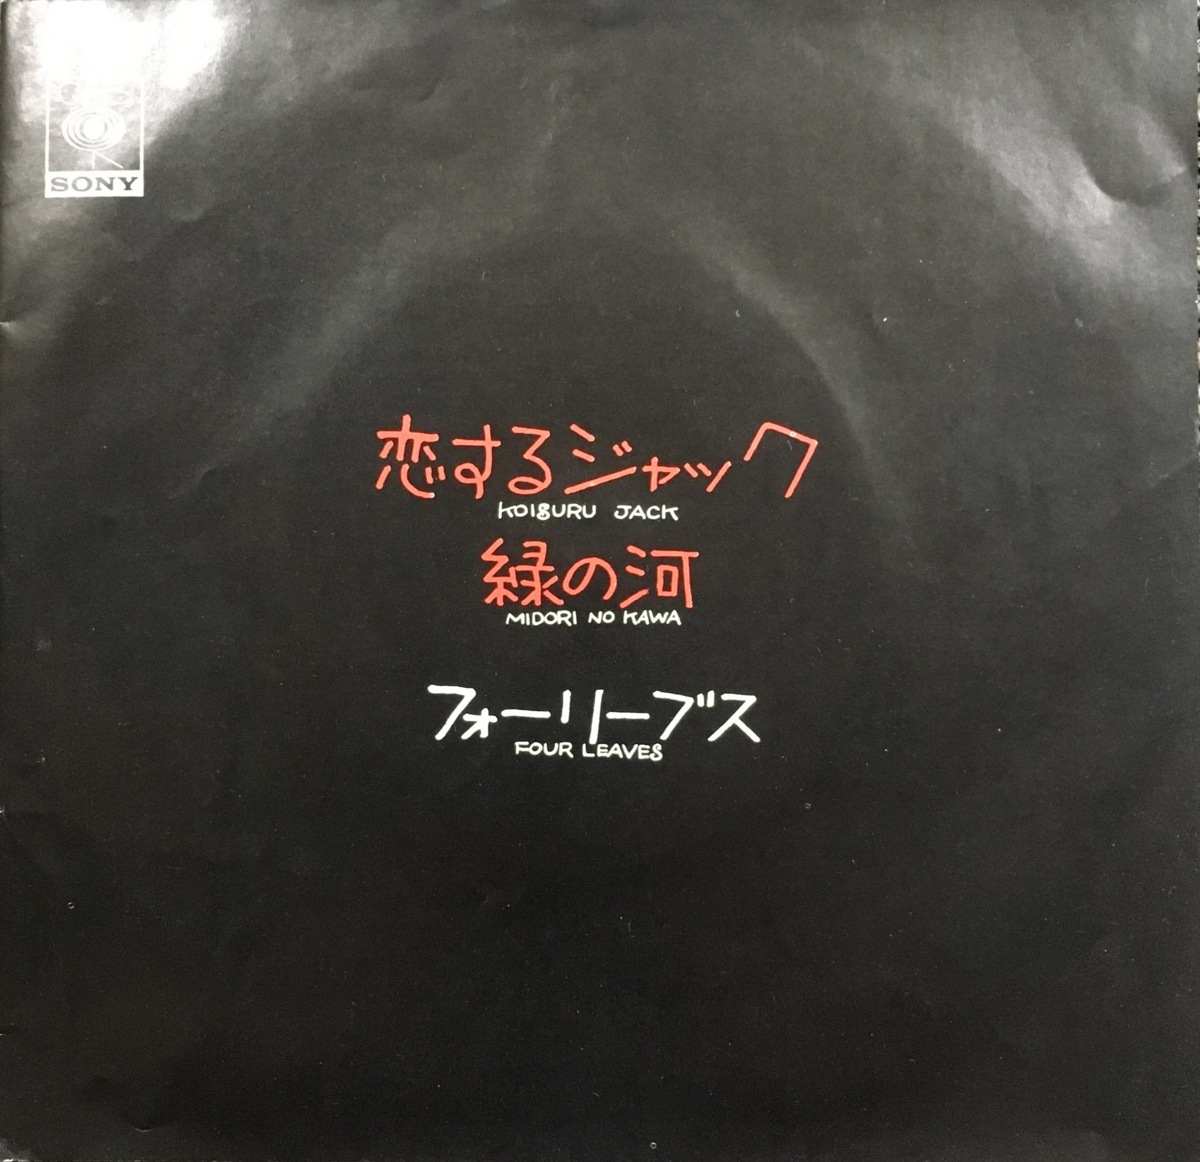 SONY
恋するジャック
KOISURU JACK
緑の河
MIDORI NO KAWA
フォーリーブス
FOUR LEAVES